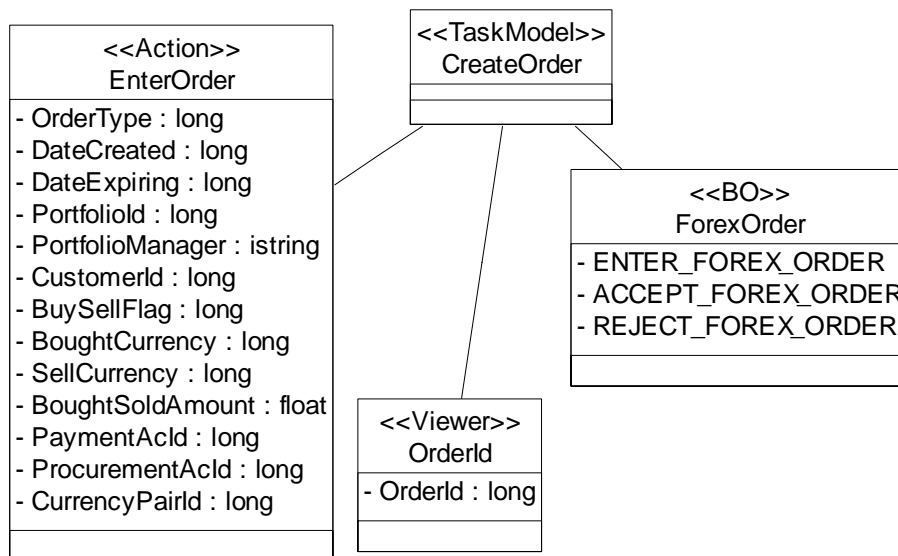 <<Action>>
EnterOrder
- OrderType : long
- DateCreated : long
- DateExpiring : long
- PortfolioId : long
- PortfolioManager : istring
- CustomerId : long
- BuySellFlag : long
- BoughtCurrency : long
- SellCurrency : long
- BoughtSoldAmount : float
- PaymentAcId : long
- ProcurementAcId : long
- CurrencyPairId : long
<<TaskModel>>
CreateOrder
<<BO>>
ForexOrder
- ENTER_FOREX_ORDER
- ACCEPT_FOREX_ORDER
- REJECT_FOREX_ORDER
<<Viewer>>
OrderId
- OrderId : long